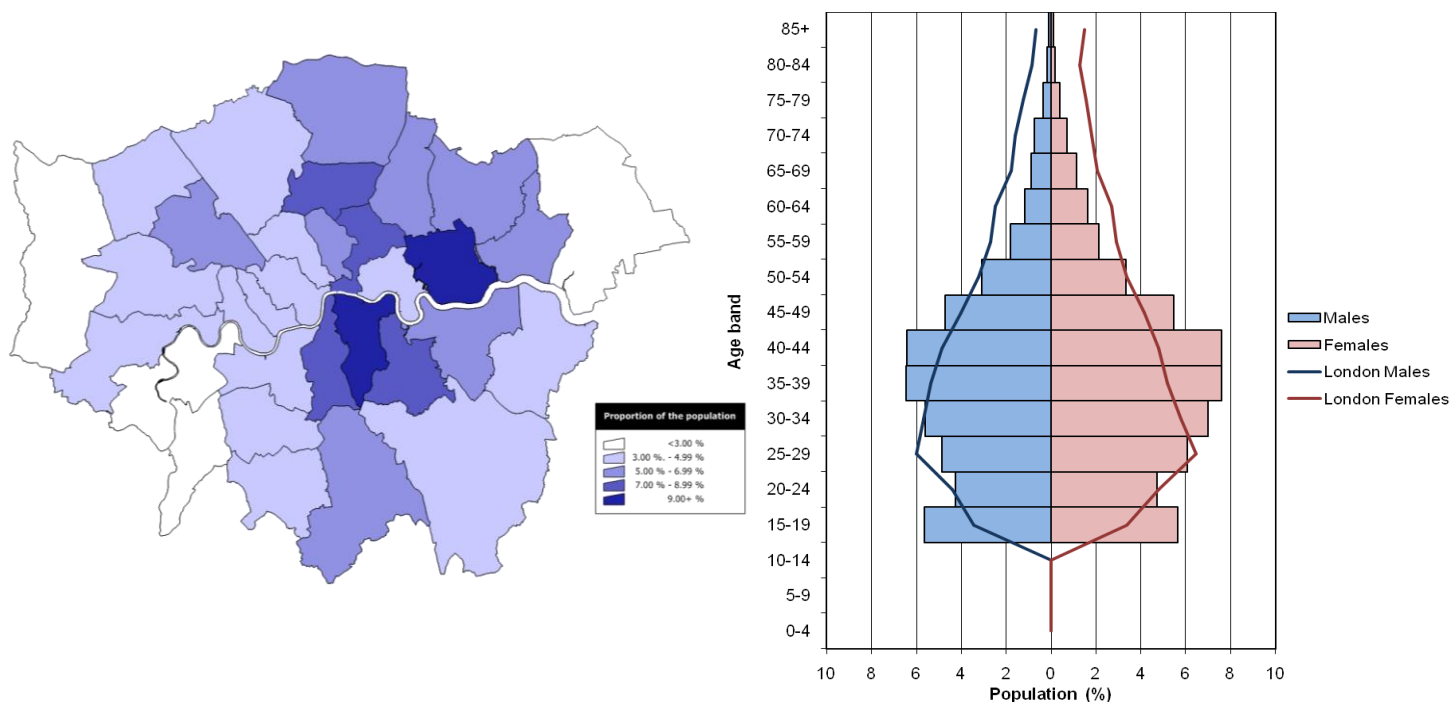 Proportion of the population
<3.00 %
3.00 %. - 4.99 %
5.00 % - 6.99 %
7.00 % - 8.99 %
9.00+ %
Age band
85+
80-84
75-79
70-74
65-69
60-64
55-59
50-54
45-49
40-44
35-39
30-34
25-29
20-24
15-19
10-14
5-9
0-4
10 8 6 4 2 0 2 4 6 8 10
Population (%)
Males
Females
London Males
London Females